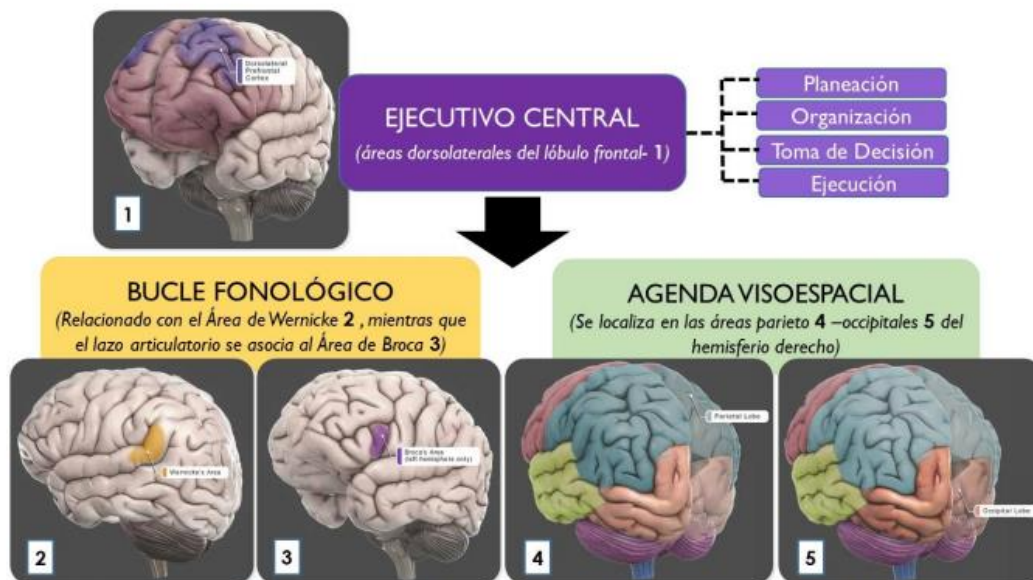 Dorsolateral
Prefrontal
Cortex
1
EJECUTIVO CENTRAL
(áreas dorsolaterales del lóbulo frontal- 1)
Planeación
Organización
Toma de Decisión
Ejecución
BUCLE FONOLÓGICO
(Relacionado con el Área de Wernicke 2 , mientras que
el lazo articulatorio se asocia al Área de Broca 3)
AGENDA VISOESPACIAL
(Se localiza en las áreas parieto 4 –occipitales 5 del
hemisferio derecho)
Wernicke's Area
2
Broca's Area
(left hemisphere only)
3
Parietal Lobe
4
Occipital Lobe
5